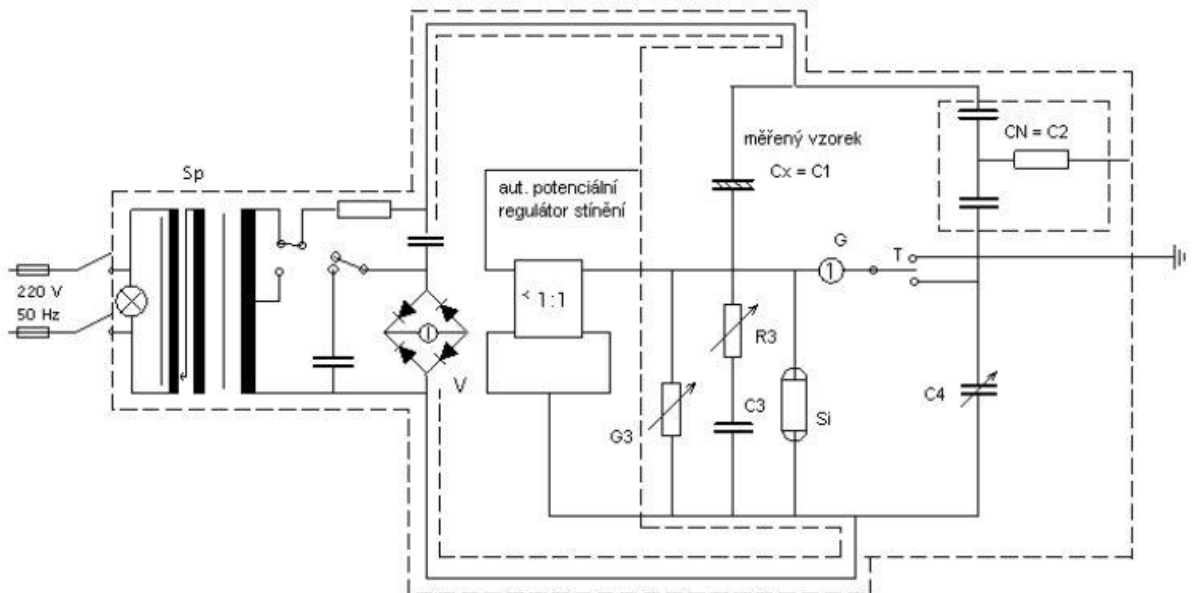 Sp
220 V
50 Hz
V
aut. potenciální
regulátor stínění
< 1:1
měřený vzorek
Cx = C1
CN = C2
G
T
R3
C3
G3
Si
C4